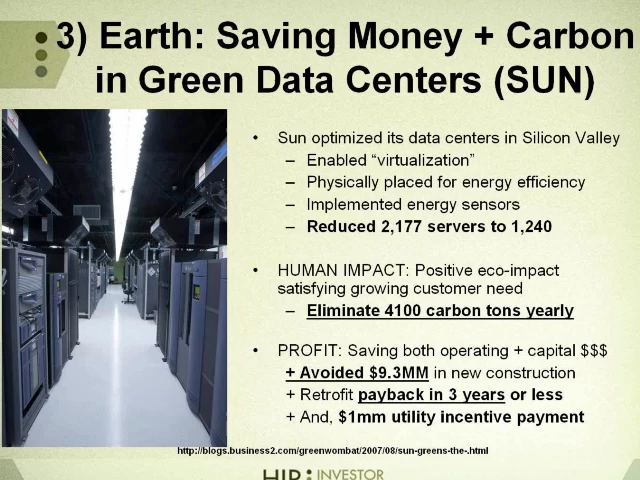 3) Earth: Saving Money + Carbon
in Green Data Centers (SUN)
• Sun optimized its data centers in Silicon Valley
– Enabled “virtualization”
– Physically placed for energy efficiency
– Implemented energy sensors
– Reduced 2,177 servers to 1,240
• HUMAN IMPACT: Positive eco-impact
satisfying growing customer need
– Eliminate 4100 carbon tons yearly
• PROFIT: Saving both operating + capital $$$
+ Avoided $9.3MM in new construction
+ Retrofit payback in 3 years or less
+ And, $1mm utility incentive payment
http://blogs.business2.com/greenwombat/2007/08/sun-greens-the-.html
HIP: INVESTOR